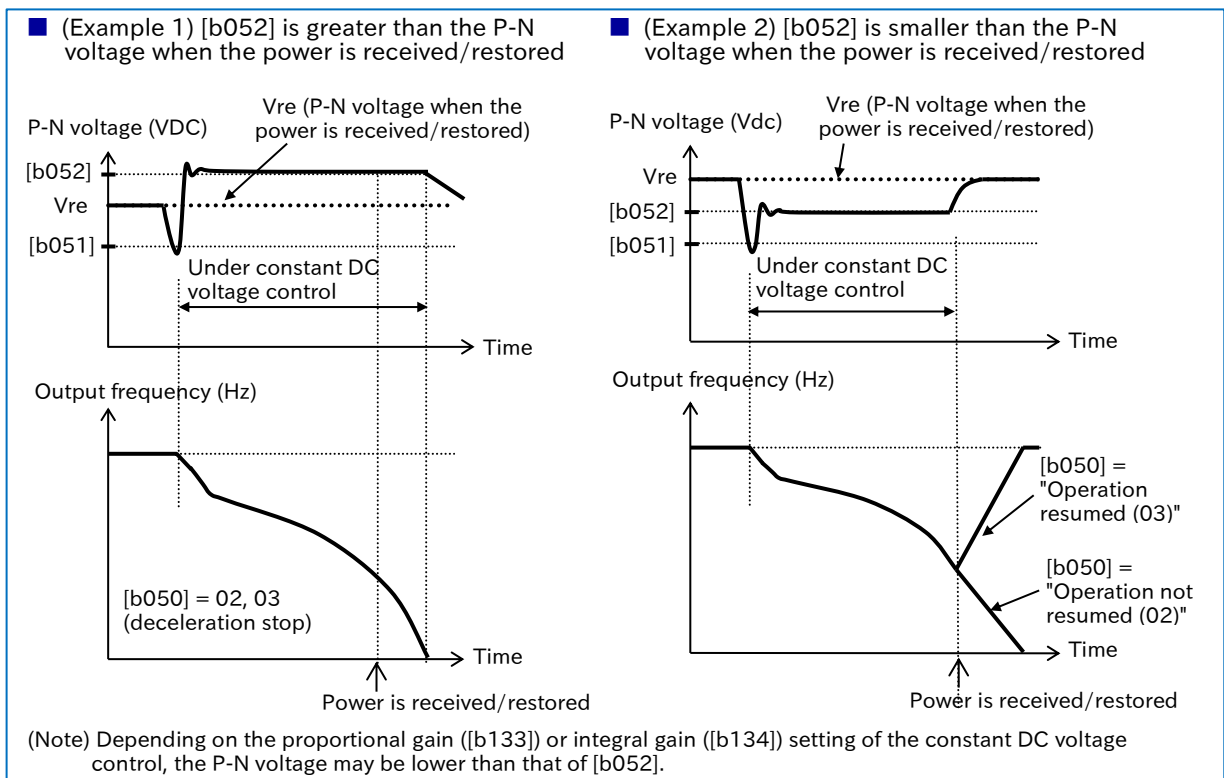 ■ (Example 1) [b052] is greater than the P-N
voltage when the power is received/restored
Vre (P-N voltage when the
power is received/restored)
P-N voltage (VDC)
[b052]
Vre
[b051]
Under constant DC
voltage control
Time
Output frequency (Hz)
[b050] = 02, 03
(deceleration stop)
Time
Power is received/restored
■ (Example 2) [b052] is smaller than the P-N
voltage when the power is received/restored
Vre (P-N voltage when the
power is received/restored)
P-N voltage (Vdc)
Vre
[b052]
[b051]
Under constant DC
voltage control
Time
Output frequency (Hz)
[b050] =
"Operation
resumed (03)"
[b050] =
"Operation not
resumed (02)"
Time
Power is received/restored
(Note) Depending on the proportional gain ([b133]) or integral gain ([b134]) setting of the constant DC voltage
control, the P-N voltage may be lower than that of [b052].